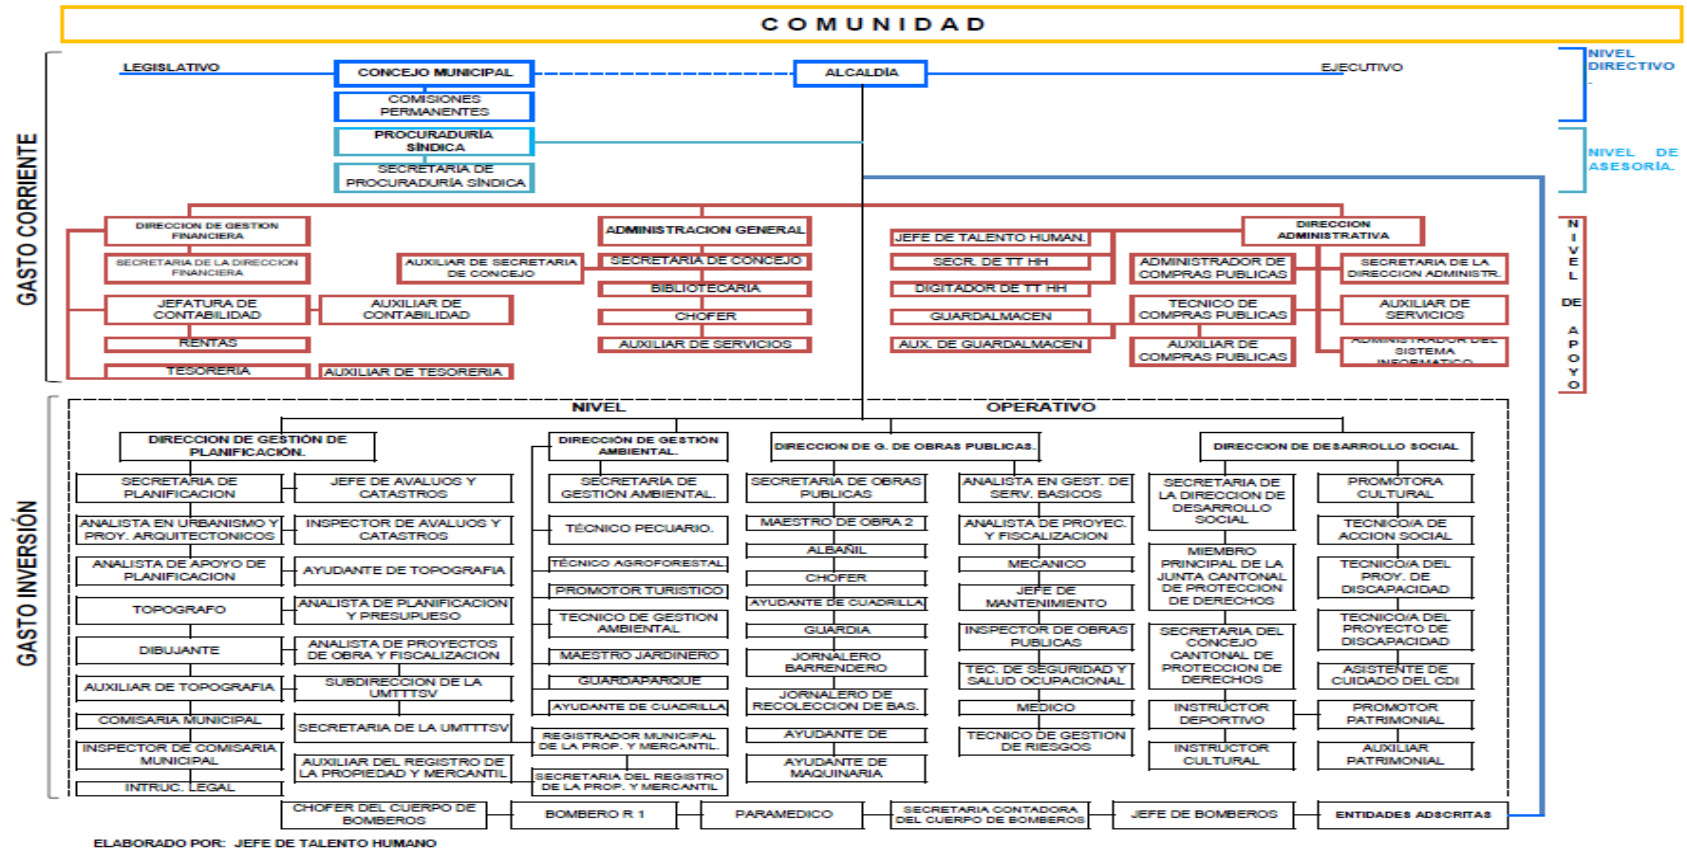 COMUNIDAD
LEGISLATIVO
CONCEJO MUNICIPAL
ALCALDÍA
EJECUTIVO
NIVEL
DIRECTIVO
COMISIONES
PERMANENTES
PROCURADURÍA
SÍNDICA
SECRETARIA DE
PROCURADURÍA SÍNDICA
NIVEL DE
ASESORÍA.
GASTO CORRIENTE
DIRECCION DE GESTION
FINANCIERA
SECRETARIA DE LA DIRECCION
FINANCIERA
JEFATURA DE
CONTABILIDAD
AUXILIAR DE
CONTABILIDAD
RENTAS
TESORERIA
AUXILIAR DE TESORERIA
ADMINISTRACION GENERAL
AUXILIAR DE SECRETARIA
DE CONCEJO
SECRETARIA DE CONCEJO
BIBLIOTECARIA
CHOFER
AUXILIAR DE SERVICIOS
DIRECCION
ADMINISTRATIVA
JEFE DE TALENTO HUMAN.
SECR. DE TT HH
DIGITADOR DE TT HH
GUARDALMACEN
AUX. DE GUARDALMACEN
ADMINISTRADOR DE
COMPRAS PUBLICAS
TECNICO DE
COMPRAS PUBLICAS
AUXILIAR DE
COMPRAS PUBLICAS
SECRETARIA DE LA
DIRECCION ADMINISTR.
AUXILIAR DE
SERVICIOS
ADMINISTRADOR DEL
SISTEMA
INFORMATICO
NIVEL DE APOYO
GASTO INVERSIÓN
NIVEL OPERATIVO
DIRECCION DE GESTIÓN DE
PLANIFICACIÓN.
SECRETARIA DE
PLANIFICACION
ANALISTA EN URBANISMO Y
PROY. ARQUITECTONICOS
ANALISTA DE APOYO DE
PLANIFICACION
TOPOGRAFO
DIBUJANTE
AUXILIAR DE TOPOGRAFIA
COMISARIA MUNICIPAL
INSPECTOR DE COMISARIA
MUNICIPAL
INTRUC. LEGAL
JEFE DE AVALUOS Y
CATASTROS
INSPECTOR DE AVALUOS Y
CATASTROS
AYUDANTE DE TOPOGRAFIA
ANALISTA DE PLANIFICACION
Y PRESUPUESO
ANALISTA DE PROYECTOS
DE OBRA Y FISCALIZACION
SUBDIRECCION DE LA
UMTTTSV
SECRETARIA DE LA UMTTTSV
AUXILIAR DEL REGISTRO DE
LA PROPIEDAD Y MERCANTIL
DIRECCIÓN DE GESTIÓN
AMBIENTAL.
SECRETARÍA DE
GESTIÓN AMBIENTAL.
TÉCNICO PECUARIO.
TÉCNICO AGROFORESTAL
PROMOTOR TURISTICO
TECNICO DE GESTION
AMBIENTAL
MAESTRO JARDINERO
GUARDAPARQUE
AYUDANTE DE CUADRILLA
REGISTRADOR MUNICIPAL
DE LA PROP. Y MERCANTIL.
SECRETARIA DEL REGISTRO
DE LA PROP. Y MERCANTIL
DIRECCION DE G. DE OBRAS PUBLICAS.
SECRETARÍA DE OBRAS
PUBLICAS
MAESTRO DE OBRA 2
ALBAÑIL
CHOFER
AYUDANTE DE CUADRILLA
GUARDIA
JORNALERO
BARRENDERO
JORNALERO DE
RECOLECCION DE BAS.
AYUDANTE DE
AYUDANTE DE
MAQUINARIA
ANALISTA EN GEST. DE
SERV. BASICOS
ANALISTA DE PROYEC.
Y FISCALIZACION
MECANICO
JEFE DE
MANTENIMIENTO
INSPECTOR DE OBRAS
PUBLICAS
TEC. DE SEGURIDAD Y
SALUD OCUPACIONAL
MEDICO
TECNICO DE GESTION
DE RIESGOS
DIRECCION DE DESARROLLO SOCIAL
SECRETARIA DE
LA DIRECCION DE
DESARROLLO
SOCIAL
MIEMBRO
PRINCIPAL DE LA
JUNTA CANTONAL
DE PROTECCION
DE DERECHOS
SECRETARIA DEL
CONCEJO
CANTONAL DE
PROTECCION DE
DERECHOS
INSTRUCTOR
DEPORTIVO
INSTRUCTOR
CULTURAL
PROMOTORA
CULTURAL
TECNICO/A DE
ACCION SOCIAL
TECNICO/A DEL
PROY. DE
DISCAPACIDAD
TECNICO/A DEL
PROYECTO DE
DISCAPACIDAD
ASISTENTE DE
CUIDADO DEL CDI
PROMOTOR
PATRIMONIAL
AUXILIAR
PATRIMONIAL
CHOFER DEL CUERPO DE
BOMBEROS
BOMBERO R 1
PARAMEDICO
SECRETARIA CONTADORA
DEL CUERPO DE BOMBEROS
JEFE DE BOMBEROS
ENTIDADES ADSCRITAS
ELABORADO POR: JEFE DE TALENTO HUMANO